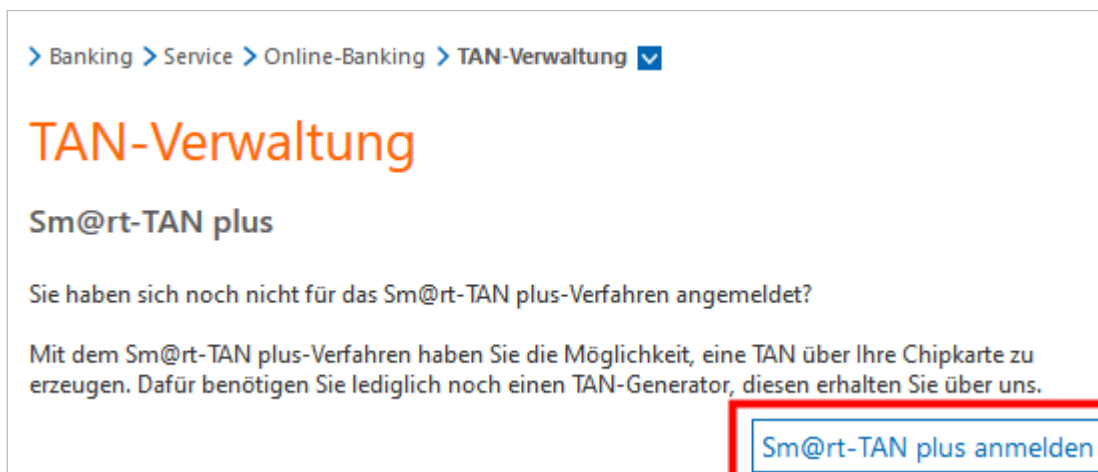 Banking Service Online-Banking TAN-Verwaltung
TAN-Verwaltung
Sm@rt-TAN plus
Sie haben sich noch nicht für das Sm@rt-TAN plus-Verfahren angemeldet?
Mit dem Sm@rt-TAN plus-Verfahren haben Sie die Möglichkeit, eine TAN über Ihre Chipkarte zu
erzeugen. Dafür benötigen Sie lediglich noch einen TAN-Generator, diesen erhalten Sie über uns.
Sm@rt-TAN plus anmelden